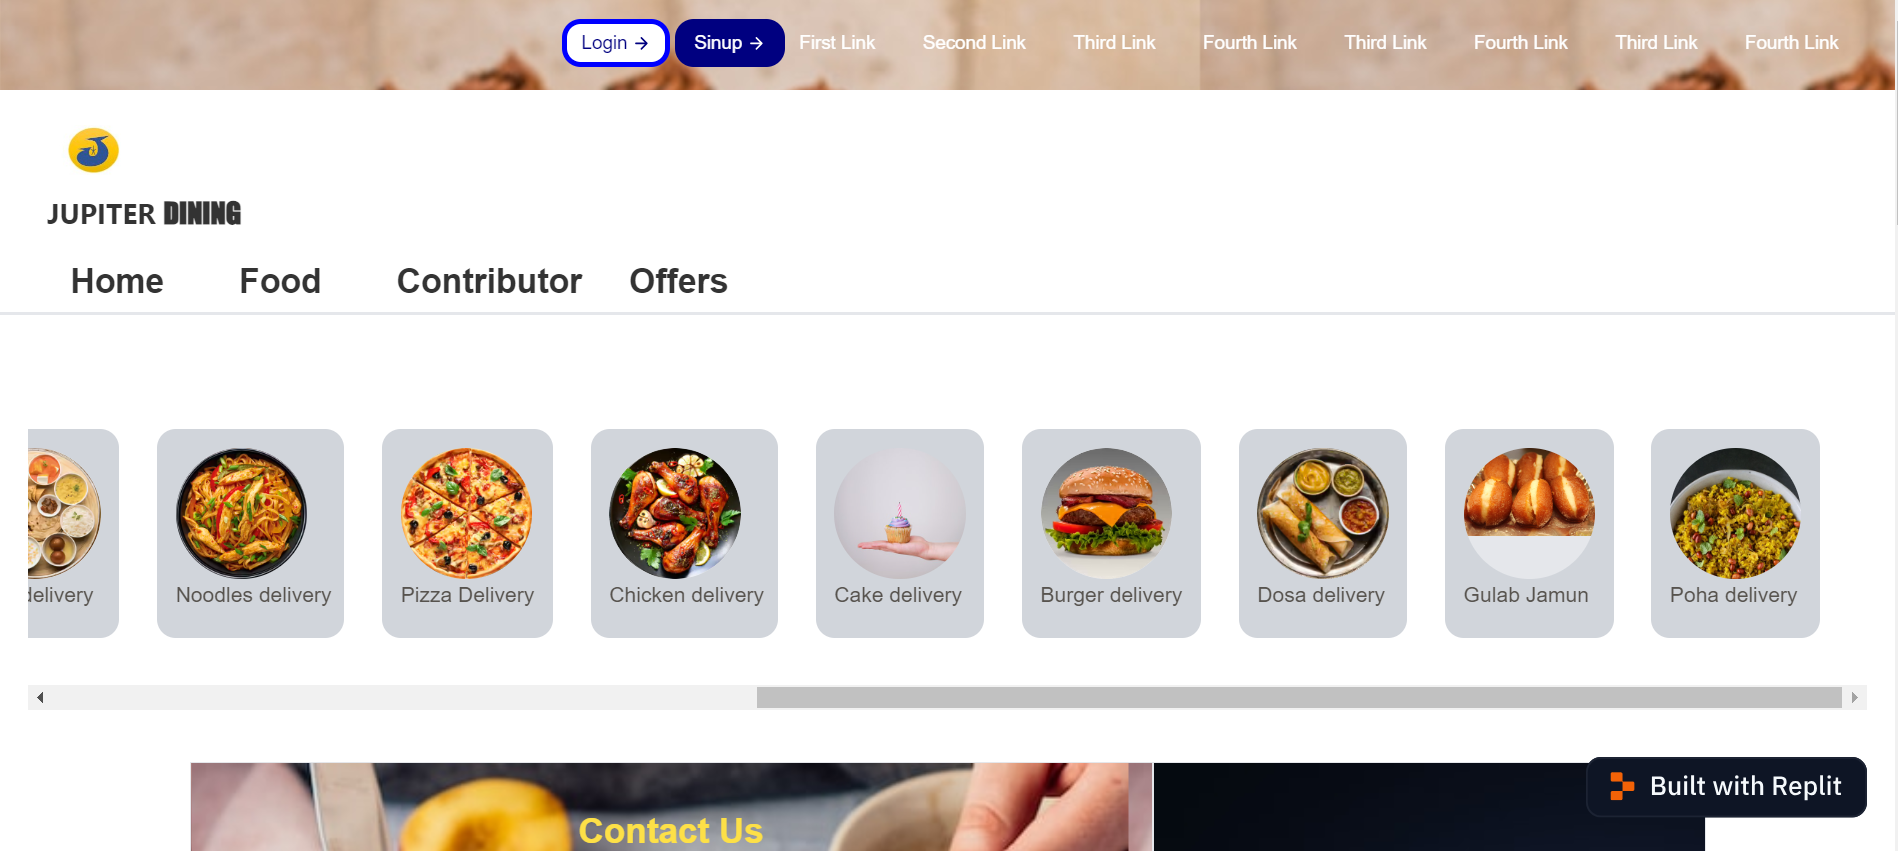 Login → Sinup → First Link Second Link Third Link Fourth Link Third Link Fourth Link Third Link Fourth Link
JUPITER DINING
Home Food Contributor Offers
delivery Noodles delivery Pizza Delivery Chicken delivery Cake delivery Burger delivery Dosa delivery Gulab Jamun Poha delivery
Built with Replit
Contact Us